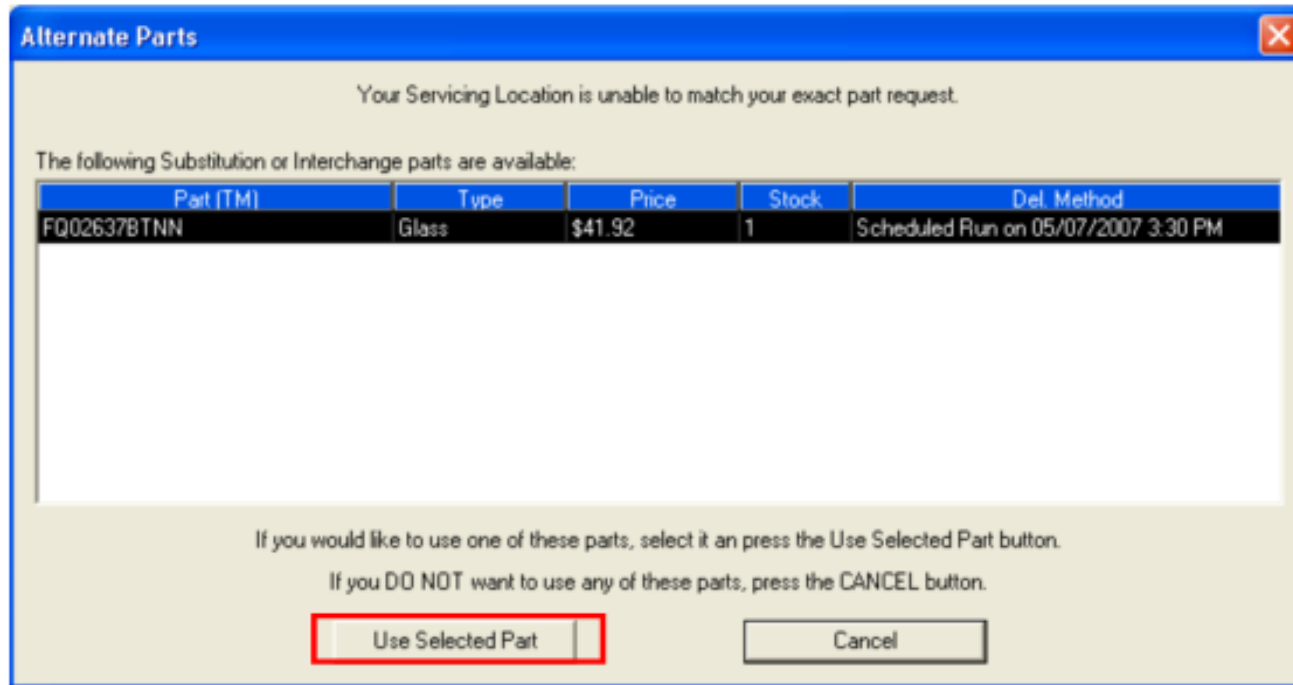 Alternate Parts
Your Servicing Location is unable to match your exact part request.
The following Substitution or Interchange parts are available:
Part (TM) Type Price Stock Del. Method
FQ02637BTNN Glass $41.92 1 Scheduled Run on 05/07/2007 3:30 PM
If you would like to use one of these parts, select it an press the Use Selected Part button.
If you DO NOT want to use any of these parts, press the CANCEL button.
Use Selected Part Cancel